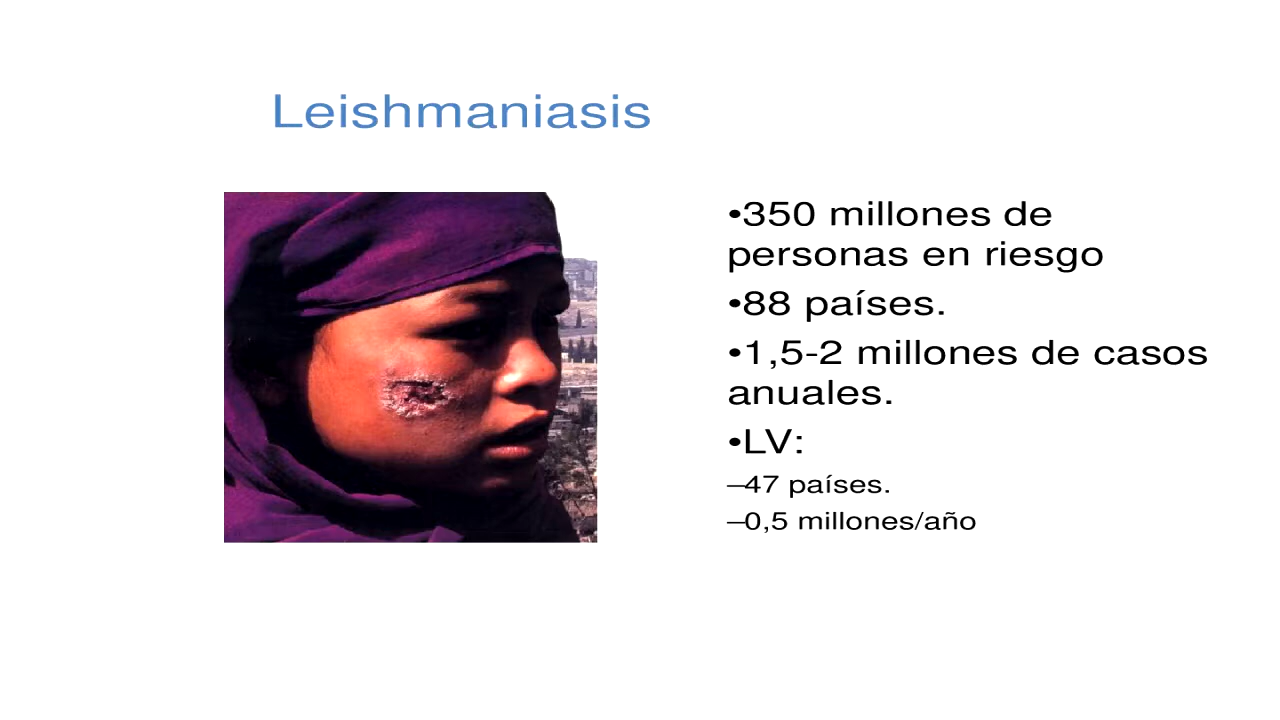 Leishmaniasis
•350 millones de
personas en riesgo
•88 países.
•1,5-2 millones de casos
anuales.
•LV:
–47 países.
–0,5 millones/año